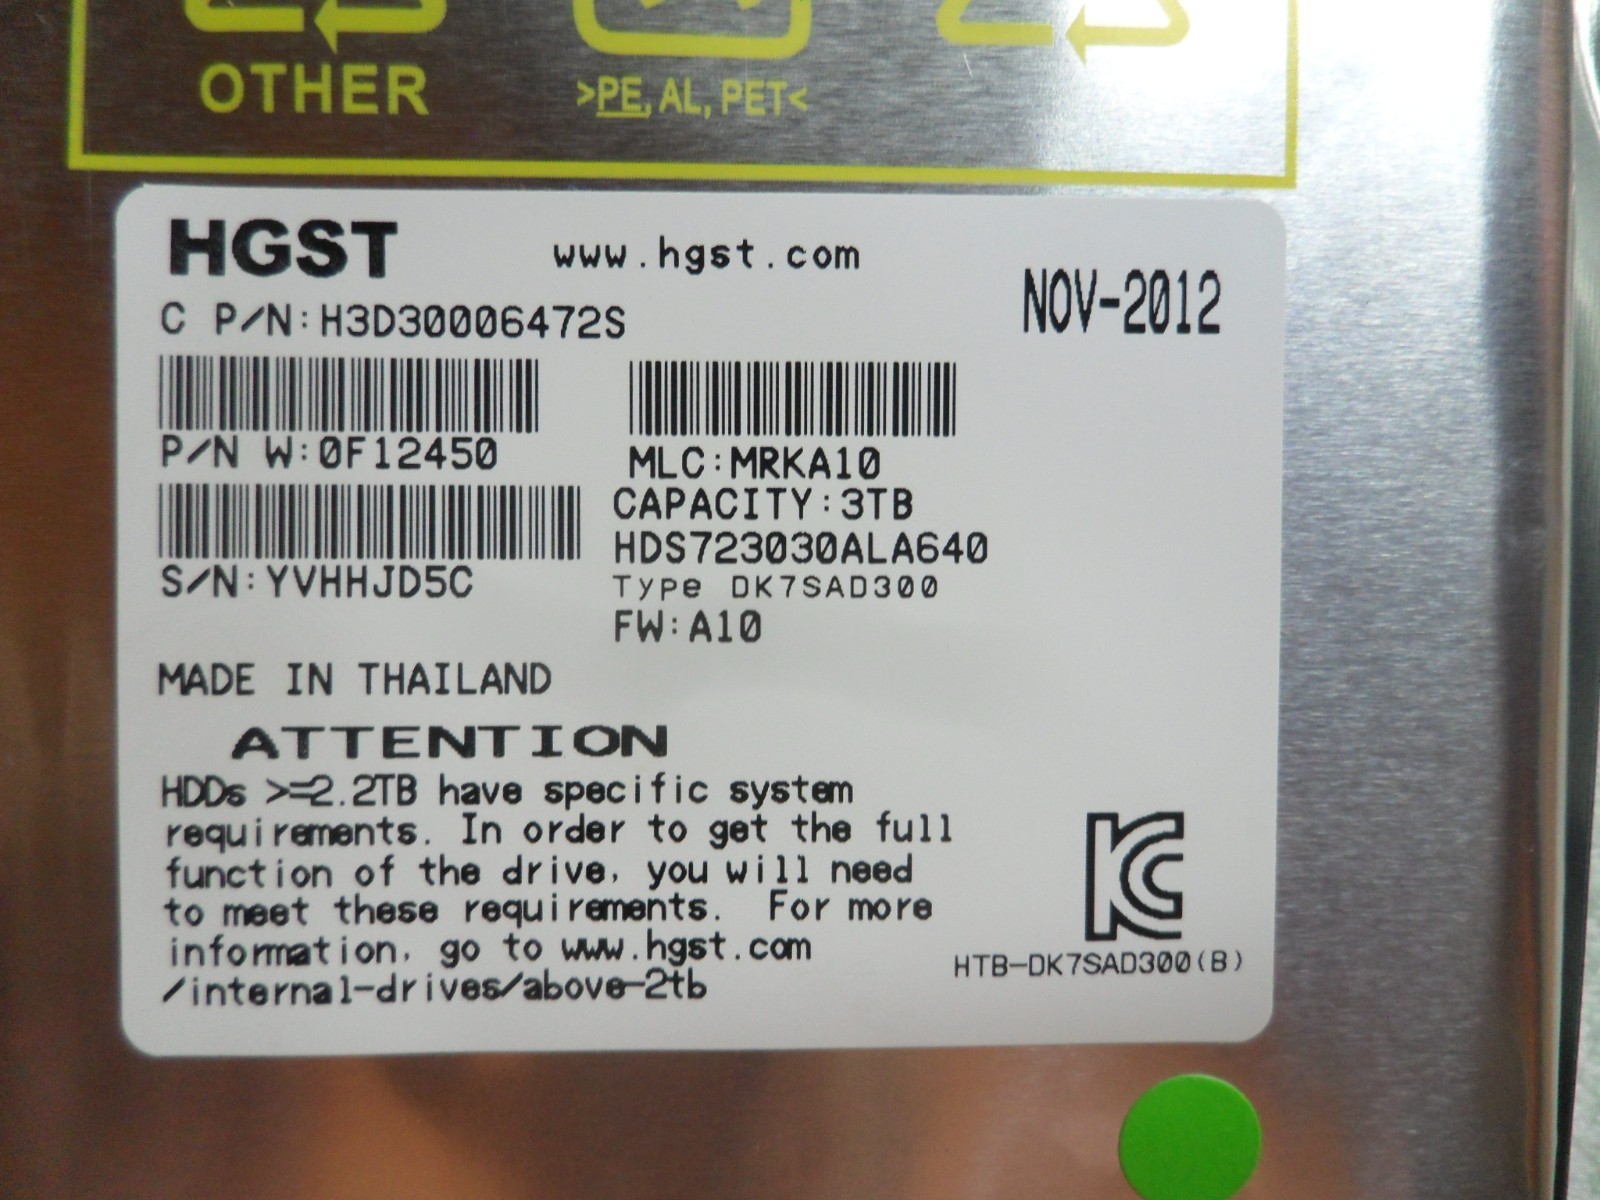 OTHER
>PE, AL, PET<
HGST www.hgst.com
NOV-2012
C P/N:H3D30006472S
P/N W:0F12450
MLC:MRKA10
CAPACITY:3TB
HDS723030ALA640
S/N:YVHHJD5C
Type DK7SAD300
FW:A10
MADE IN THAILAND
ATTENTION
HDDs >=2.2TB have specific system
requirements. In order to get the full
function of the drive, you will need
to meet these requirements. For more
information, go to www.hgst.com
/internal-drives/above-2tb
HTB-DK7SAD300(B)